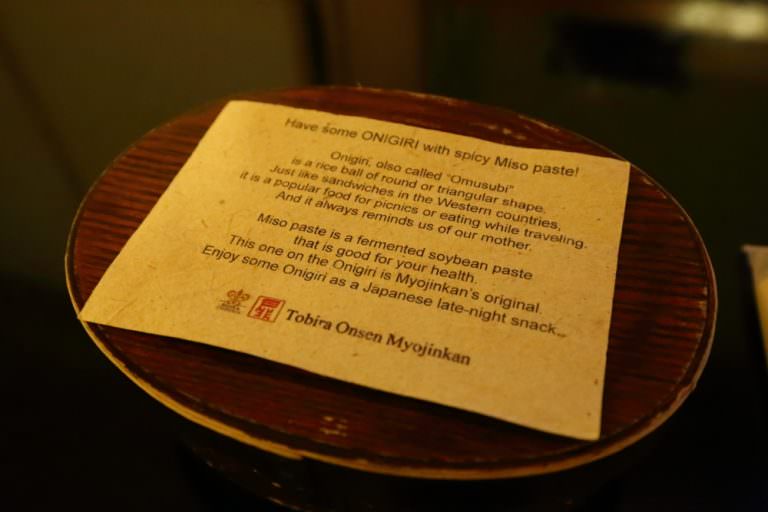 Have some ONIGIRI with spicy Miso paste!
Onigiri, olso called "Omusubi"
is a rice ball of round or triangular shape.
Just like sandwiches in the Western countries,
it is a popular food for picnics or eating while traveling.
And it always reminds us of our mother.
Miso paste is a fermented soybean paste
that is good for your health.
This one on the Onigiri is Myojinkan's original.
Enjoy some Onigiri as a Japanese late-night snack...
Tobira Onsen Myojinkan